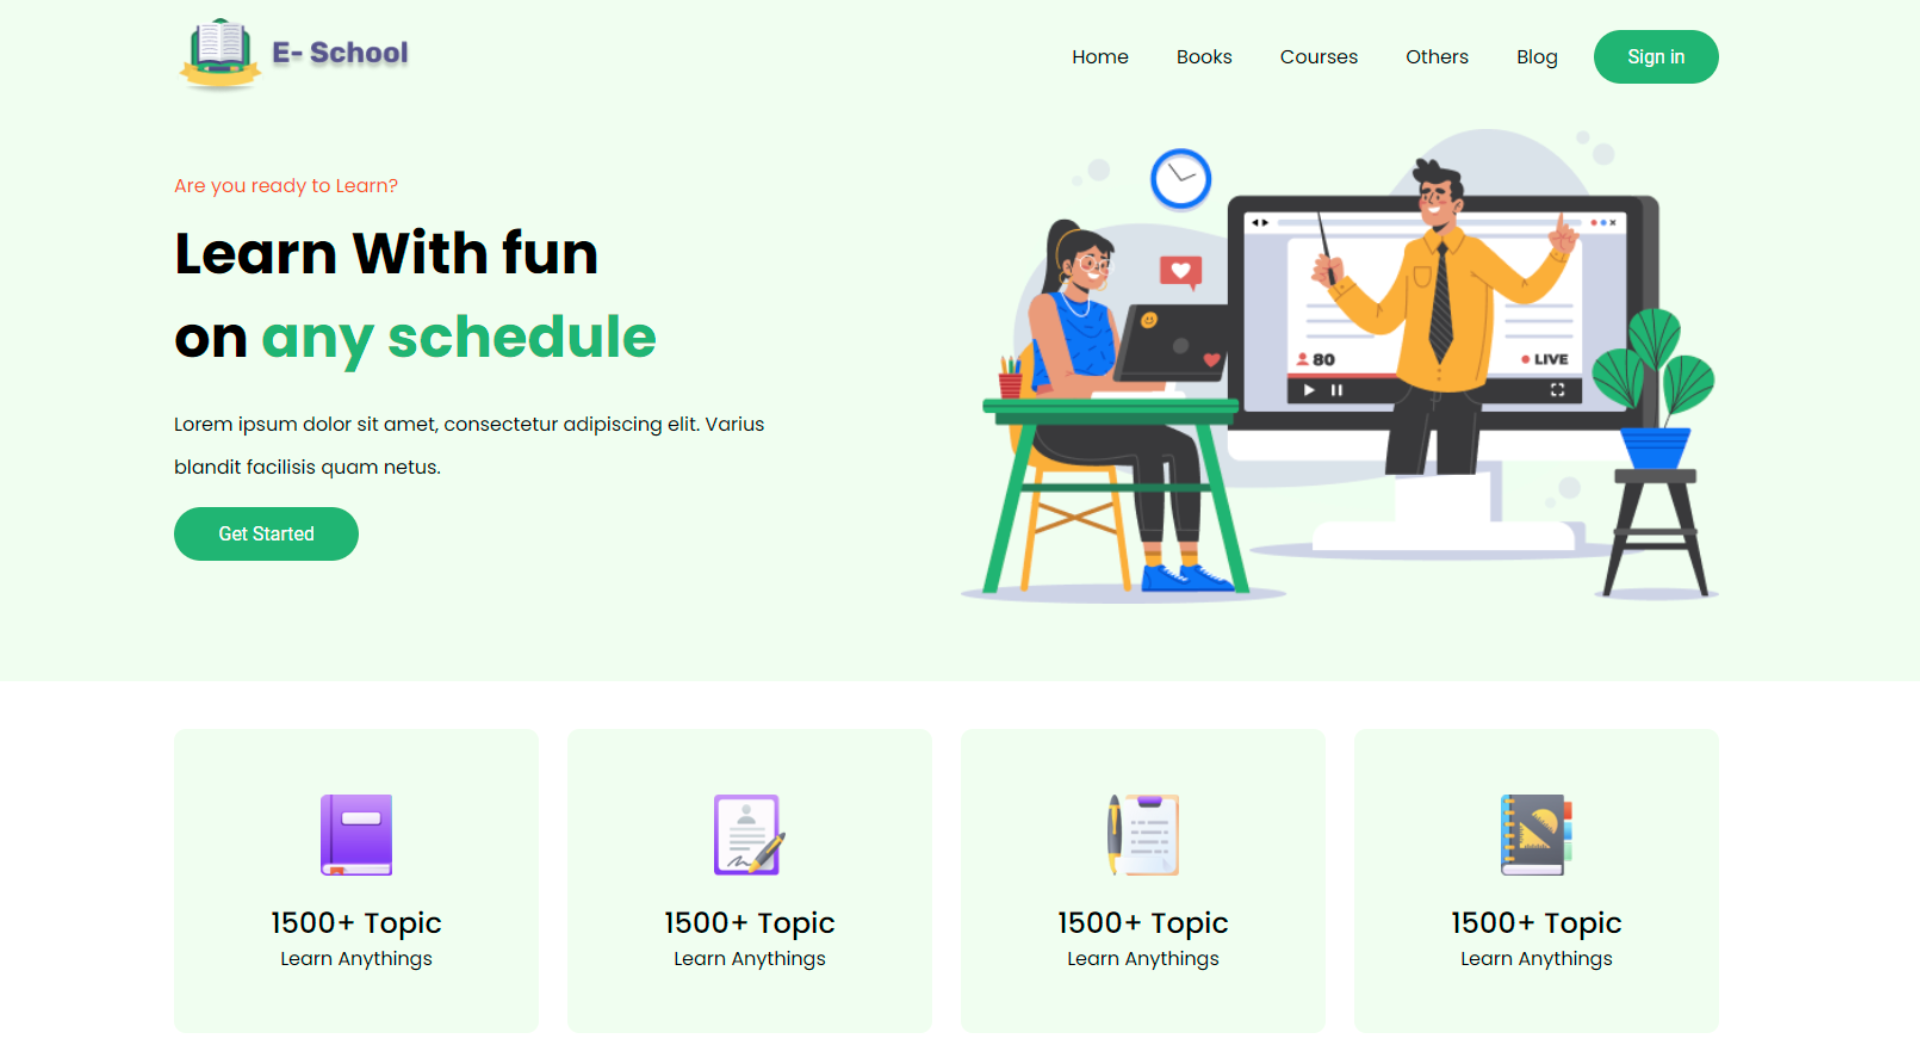 E- School
Home
Books
Courses
Others
Blog
Sign in
Are you ready to Learn?
Learn With fun
on any schedule
Lorem ipsum dolor sit amet, consectetur adipiscing elit. Varius
blandit facilisis quam netus.
Get Started
80
LIVE
1500+ Topic
Learn Anythings
1500+ Topic
Learn Anythings
1500+ Topic
Learn Anythings
1500+ Topic
Learn Anythings